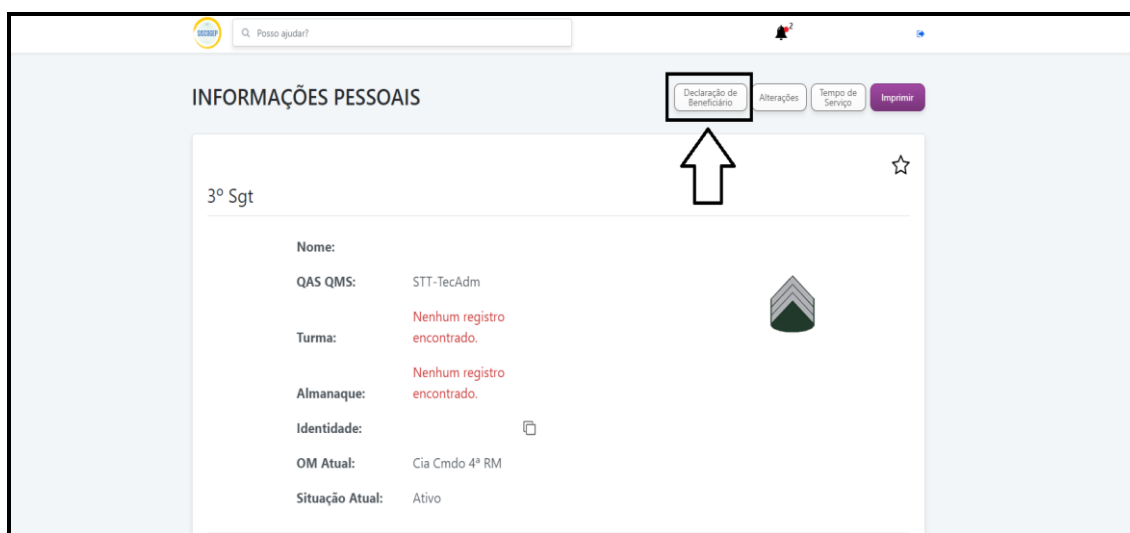 SISCOGEP
Posso ajudar?
2
INFORMAÇÕES PESSOAIS
Declaração de
Beneficiário
Alterações
Tempo de
Serviço
Imprimir
3º Sgt
Nome:
QAS QMS: STT-TecAdm
Nenhum registro
Turma: encontrado.
Nenhum registro
Almanaque: encontrado.
Identidade:
OM Atual: Cia Cmdo 4ª RM
Situação Atual: Ativo